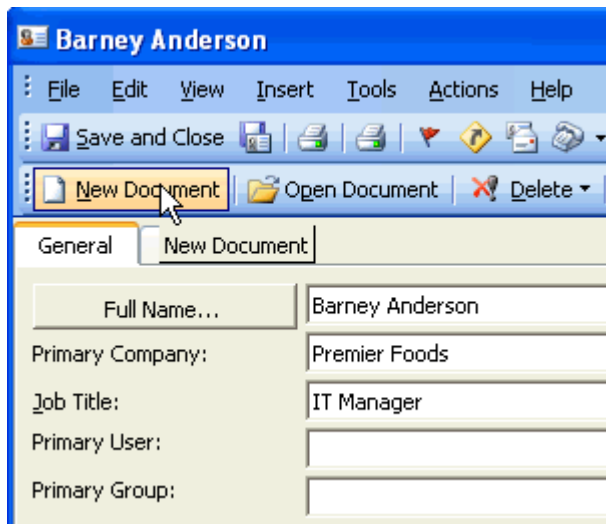 Barney Anderson
File Edit View Insert Tools Actions Help
Save and Close
New Document Open Document Delete
General New Document
Full Name... Barney Anderson
Primary Company: Premier Foods
Job Title: IT Manager
Primary User:
Primary Group: